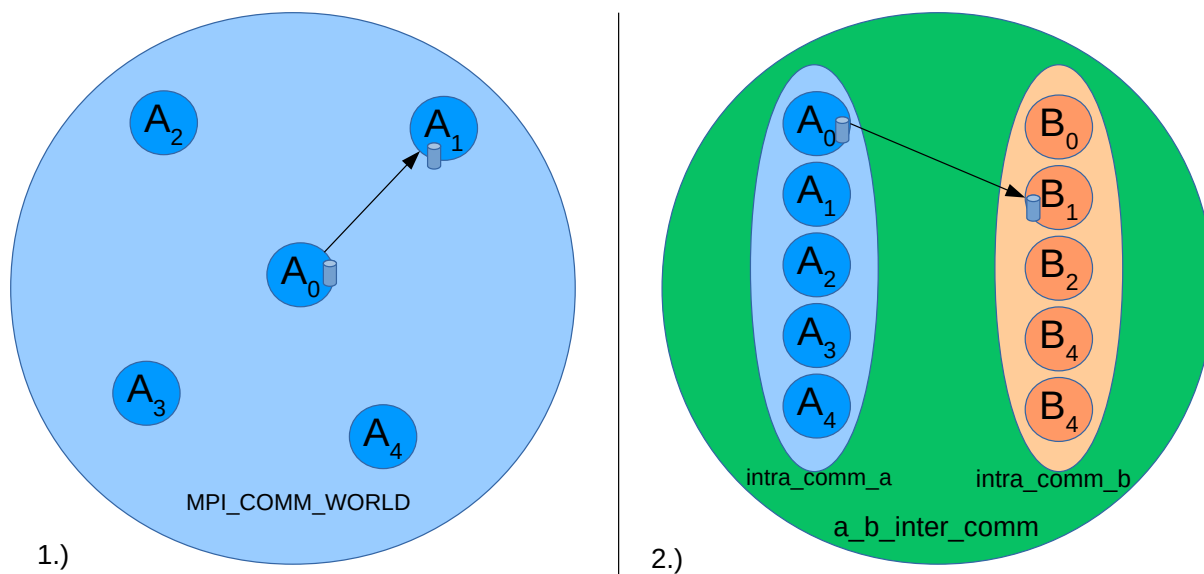 A2
A1
A0
A3
A4
MPI_COMM_WORLD
1.)
A0
A1
A2
A3
A4
intra_comm_a
B0
B1
B2
B4
B4
intra_comm_b
a_b_inter_comm
2.)